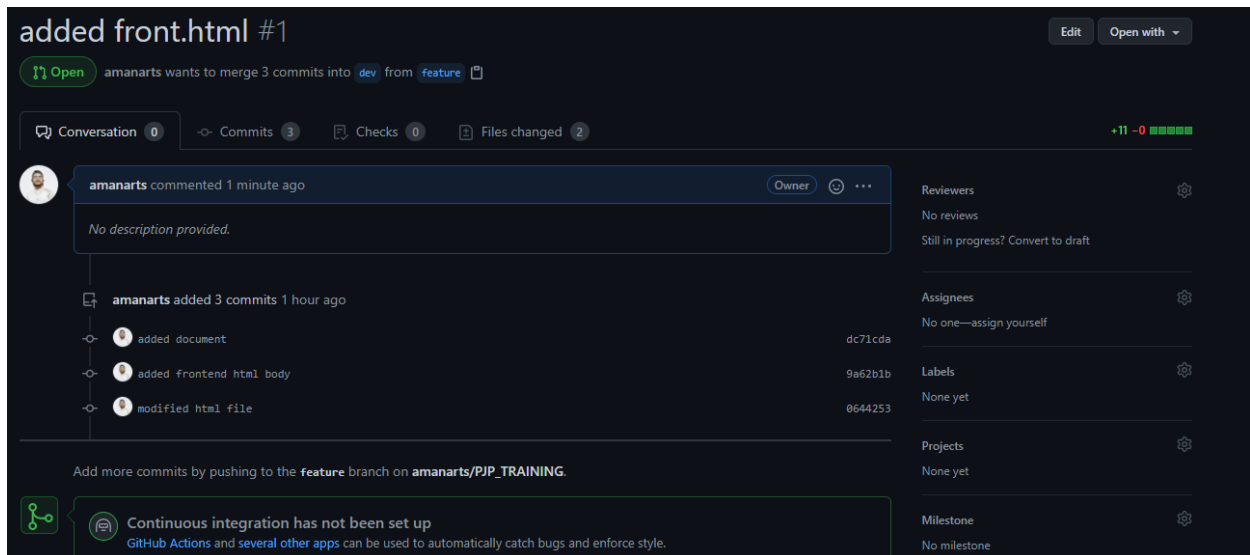 added front.html #1
Edit
Open with
Open
amanarts wants to merge 3 commits into dev from feature
Conversation 0
Commits 3
Checks 0
Files changed 2
+11 −0
amanarts commented 1 minute ago
Owner
No description provided.
amanarts added 3 commits 1 hour ago
added document
dc71cda
added frontend html body
9a62b1b
modified html file
0644253
Add more commits by pushing to the feature branch on amanarts/PJP_TRAINING.
Continuous integration has not been set up
GitHub Actions and several other apps can be used to automatically catch bugs and enforce style.
Reviewers
No reviews
Still in progress? Convert to draft
Assignees
No one—assign yourself
Labels
None yet
Projects
None yet
Milestone
No milestone